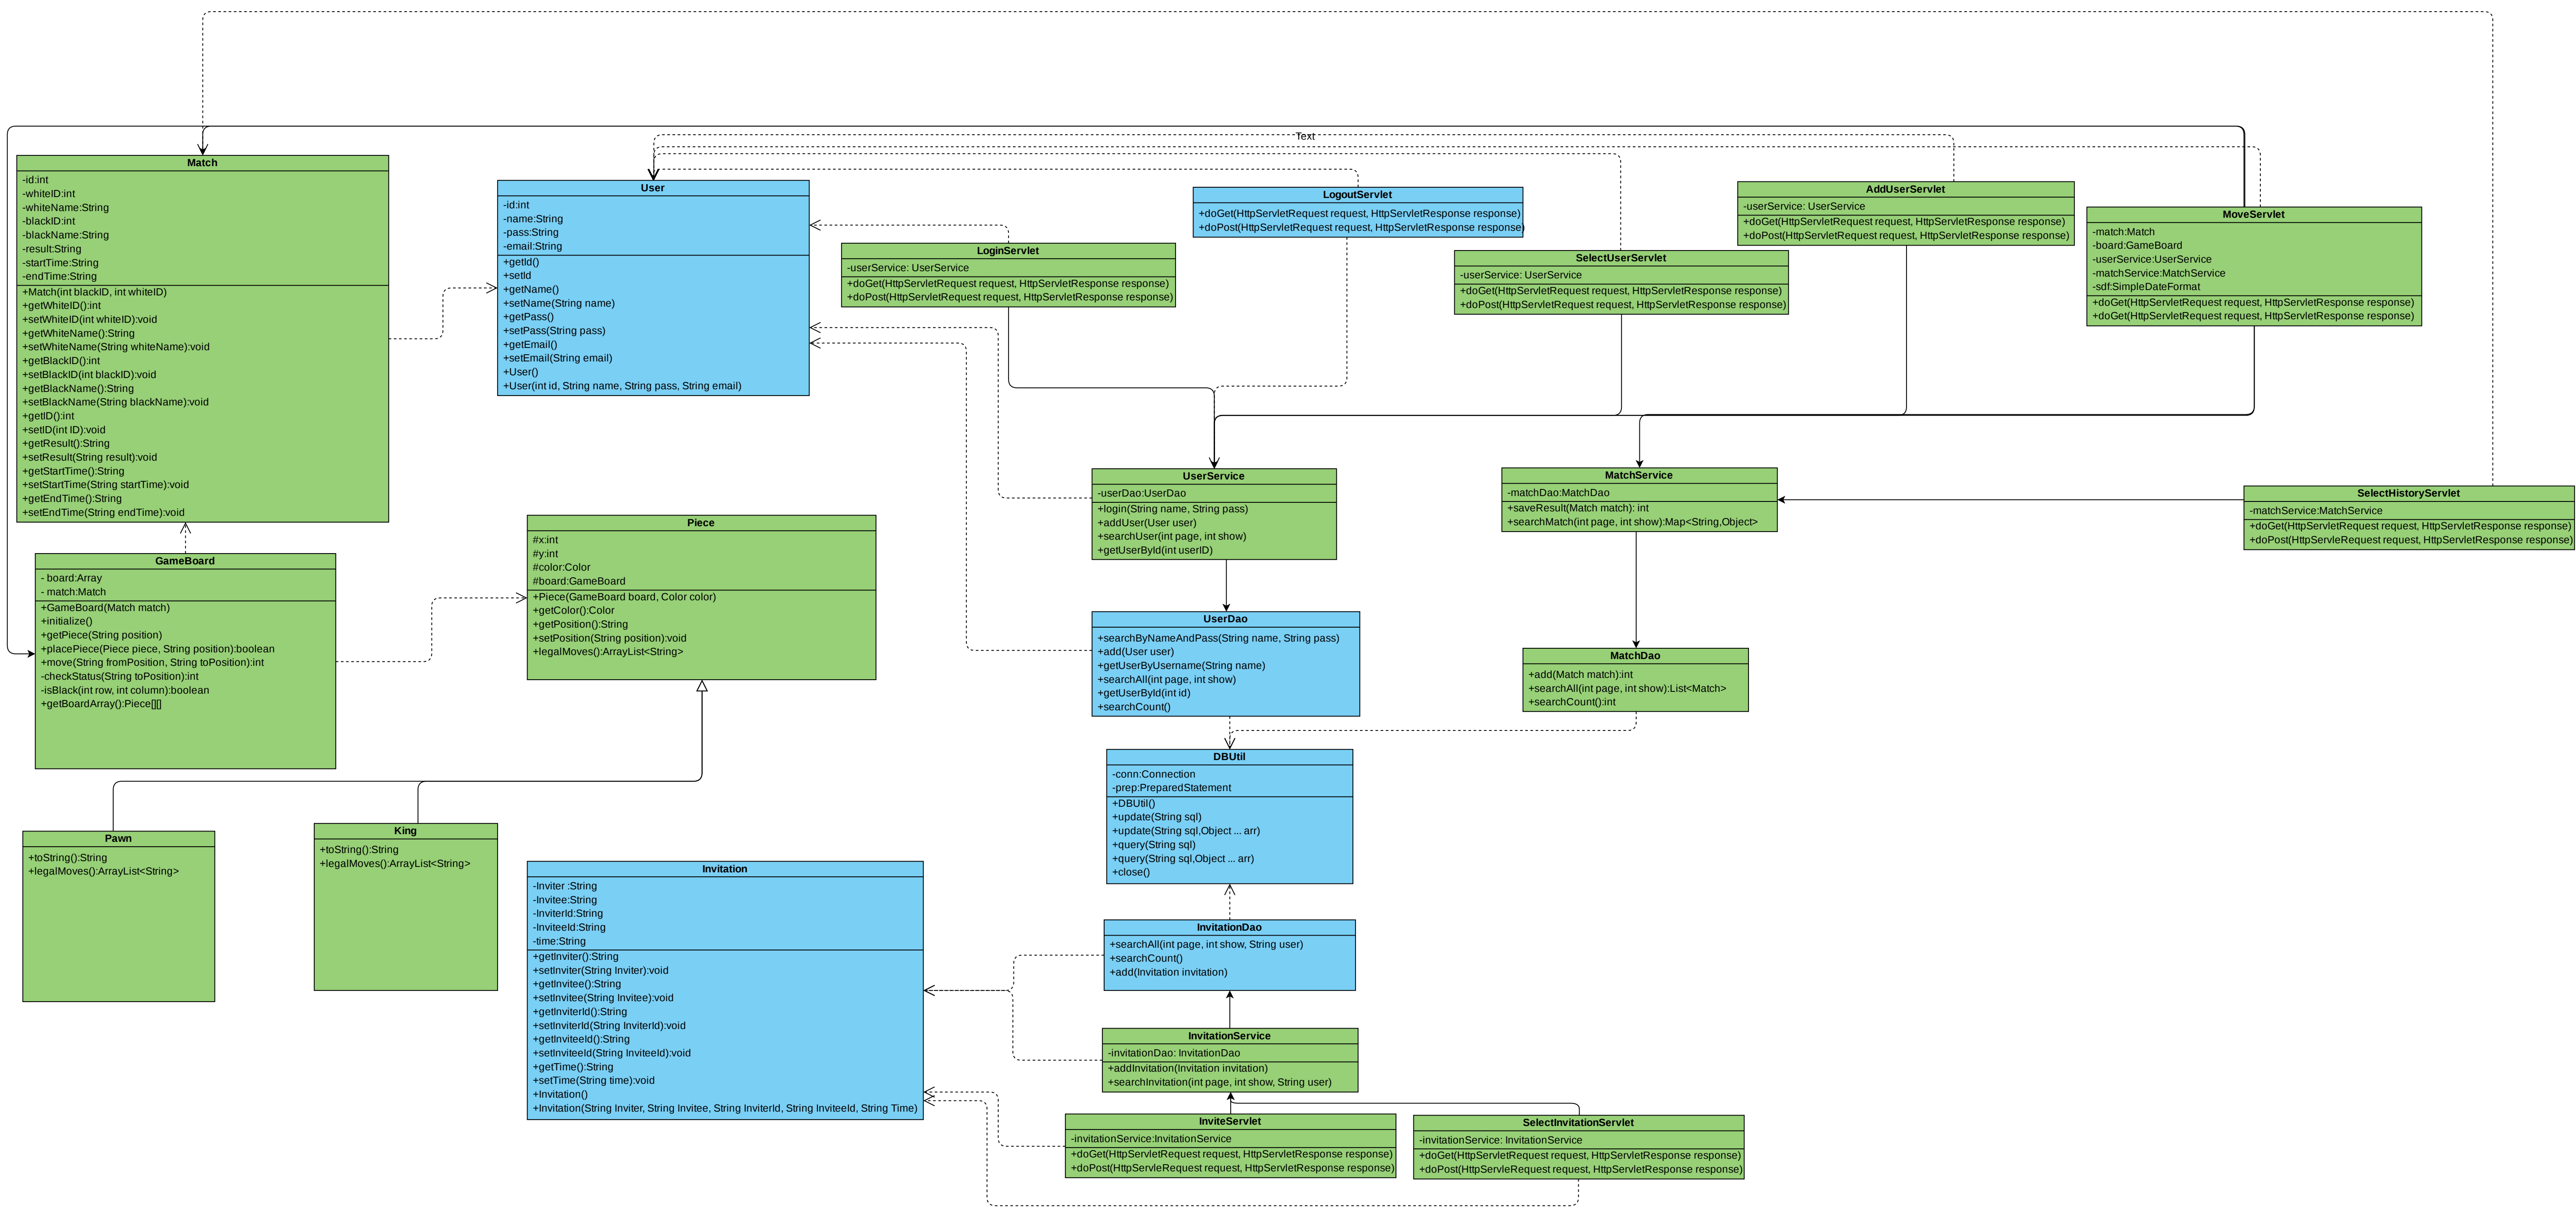 Text
Match
-id:int
-whiteID:int
-whiteName:String
-blackID:int
-blackName:String
-result:String
-startTime:String
-endTime:String
+Match(int blackID, int whiteID)
+getWhiteID():int
+setWhiteID(int whiteID):void
+getWhiteName():String
+setWhiteName(String whiteName):void
+getBlackID():int
+setBlackID(int blackID):void
+getBlackName():String
+setBlackName(String blackName):void
+getID():int
+setID(int ID):void
+getResult():String
+setResult(String result):void
+getStartTime():String
+setStartTime(String startTime):void
+getEndTime():String
+setEndTime(String endTime):void
User
-id:int
-name:String
-pass:String
-email:String
+getId()
+setId
+getName()
+setName(String name)
+getPass()
+setPass(String pass)
+getEmail()
+setEmail(String email)
+User()
+User(int id, String name, String pass, String email)
LoginServlet
-userService: UserService
+doGet(HttpServletRequest request, HttpServletResponse response)
+doPost(HttpServletRequest request, HttpServletResponse response)
LogoutServlet
+doGet(HttpServletRequest request, HttpServletResponse response)
+doPost(HttpServletRequest request, HttpServletResponse response)
SelectUserServlet
-userService: UserService
+doGet(HttpServletRequest request, HttpServletResponse response)
+doPost(HttpServletRequest request, HttpServletResponse response)
AddUserServlet
-userService: UserService
+doGet(HttpServletRequest request, HttpServletResponse response)
+doPost(HttpServletRequest request, HttpServletResponse response)
MoveServlet
-match:Match
-board:GameBoard
-userService:UserService
-matchService:MatchService
-sdf:SimpleDateFormat
+doGet(HttpServletRequest request, HttpServletResponse response)
+doGet(HttpServletRequest request, HttpServletResponse response)
UserService
-userDao:UserDao
+login(String name, String pass)
+addUser(User user)
+searchUser(int page, int show)
+getUserById(int userID)
MatchService
-matchDao:MatchDao
+saveResult(Match match): int
+searchMatch(int page, int show):Map<String,Object>
SelectHistoryServlet
-matchService:MatchService
+doGet(HttpServletRequest request, HttpServletResponse response)
+doPost(HttpServleRequest request, HttpServletResponse response)
GameBoard
- board:Array
- match:Match
+GameBoard(Match match)
+initialize()
+getPiece(String position)
+placePiece(Piece piece, String position):boolean
+move(String fromPosition, String toPosition):int
-checkStatus(String toPosition):int
-isBlack(int row, int column):boolean
+getBoardArray():Piece[][]
Piece
#x:int
#y:int
#color:Color
#board:GameBoard
+Piece(GameBoard board, Color color)
+getColor():Color
+getPosition():String
+setPosition(String position):void
+legalMoves():ArrayList<String>
UserDao
+searchByNameAndPass(String name, String pass)
+add(User user)
+getUserByUsername(String name)
+searchAll(int page, int show)
+getUserById(int id)
+searchCount()
MatchDao
+add(Match match):int
+searchAll(int page, int show):List<Match>
+searchCount():int
DBUtil
-conn:Connection
-prep:PreparedStatement
+DBUtil()
+update(String sql)
+update(String sql,Object ... arr)
+query(String sql)
+query(String sql,Object ... arr)
+close()
Pawn
+toString():String
+legalMoves():ArrayList<String>
King
+toString():String
+legalMoves():ArrayList<String>
Invitation
-Inviter :String
-Invitee:String
-InviterId:String
-InviteeId:String
-time:String
+getInviter():String
+setInviter(String Inviter):void
+getInvitee():String
+setInvitee(String Invitee):void
+getInviterId():String
+setInviterId(String InviterId):void
+getInviteeId():String
+setInviteeId(String InviteeId):void
+getTime():String
+setTime(String time):void
+Invitation()
+Invitation(String Inviter, String Invitee, String InviterId, String InviteeId, String Time)
InvitationDao
+searchAll(int page, int show, String user)
+searchCount()
+add(Invitation invitation)
InvitationService
-invitationDao: InvitationDao
+addInvitation(Invitation invitation)
+searchInvitation(int page, int show, String user)
InviteServlet
-invitationService:InvitationService
+doGet(HttpServletRequest request, HttpServletResponse response)
+doPost(HttpServleRequest request, HttpServletResponse response)
SelectInvitationServlet
-invitationService: InvitationService
+doGet(HttpServletRequest request, HttpServletResponse response)
+doPost(HttpServleRequest request, HttpServletResponse response)